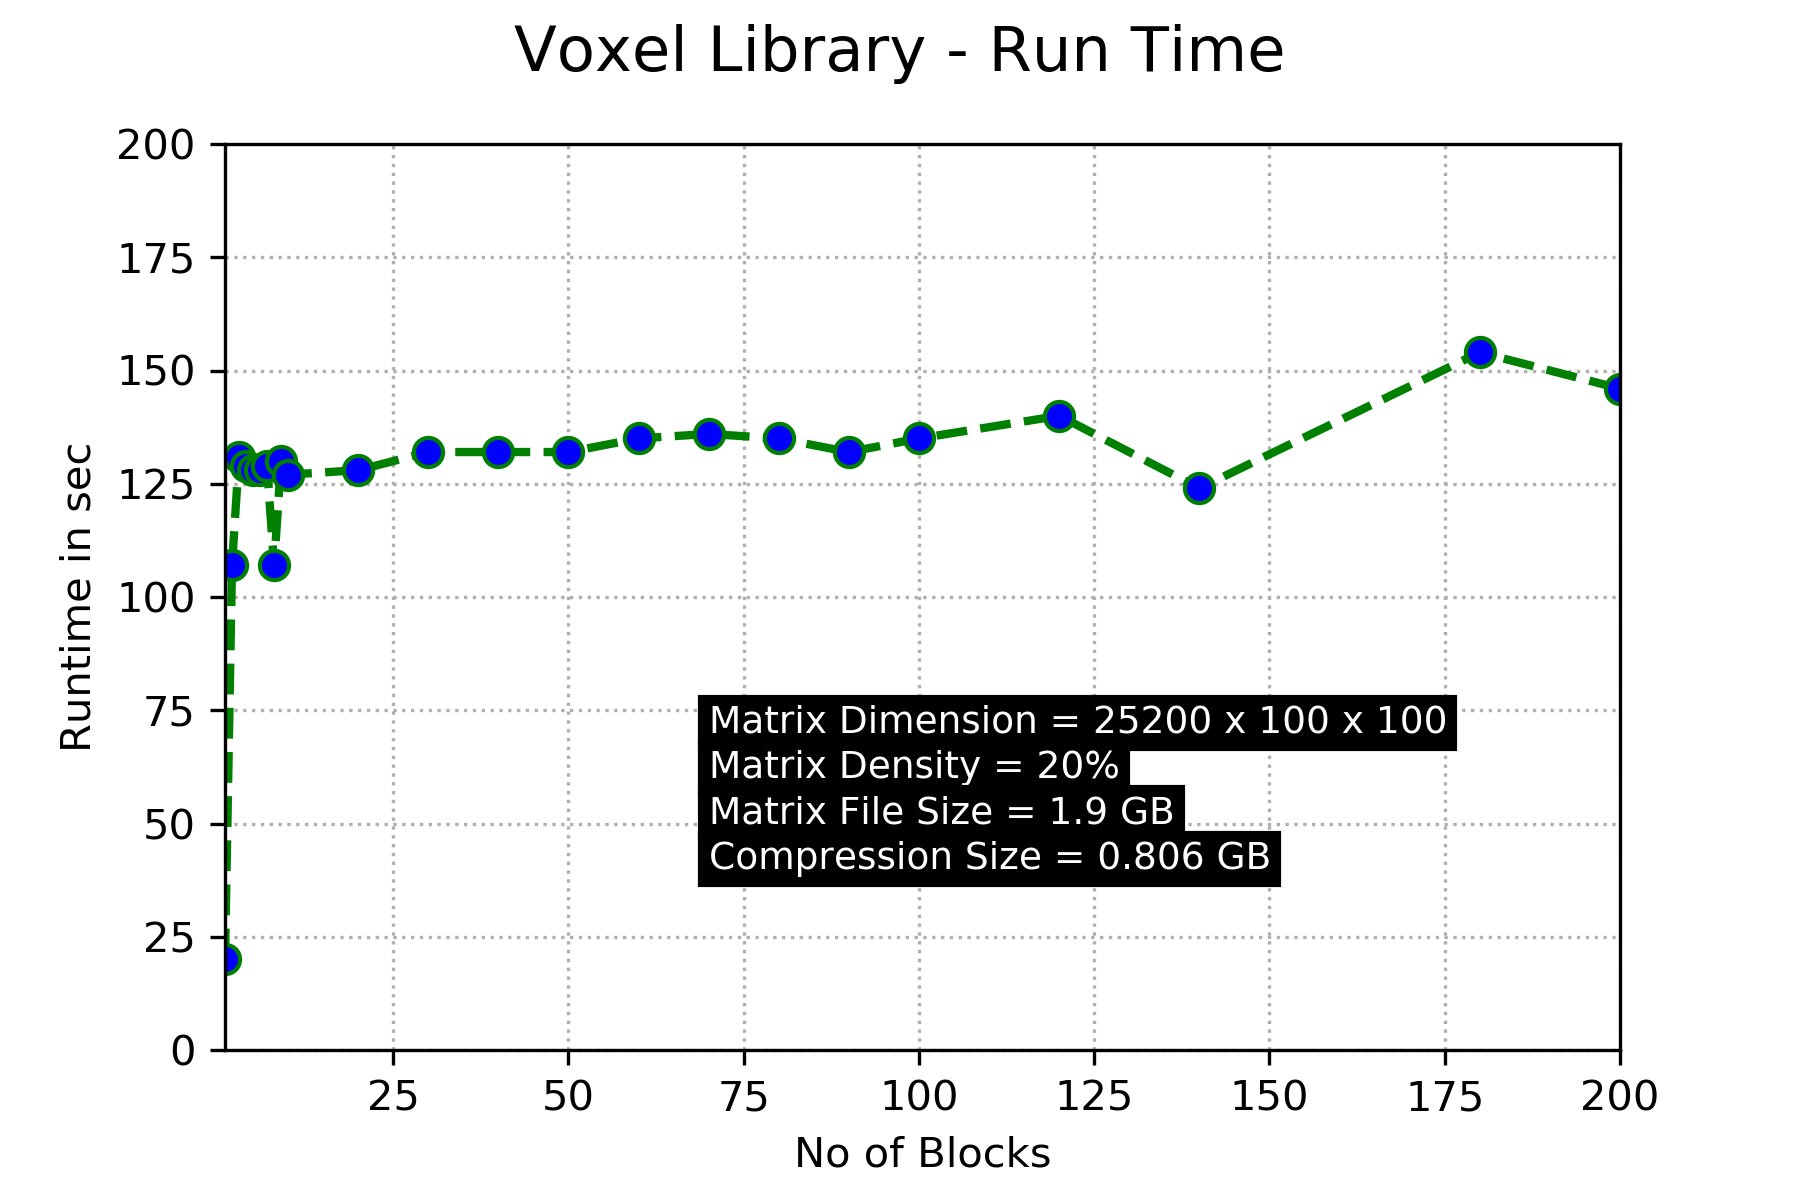 Voxel Library - Run Time
200
175
150
125
100
75
50
25
0
Runtime in sec
Matrix Dimension = 25200 x 100 x 100
Matrix Density = 20%
Matrix File Size = 1.9 GB
Compression Size = 0.806 GB
25 50 75 100 125 150 175 200
No of Blocks